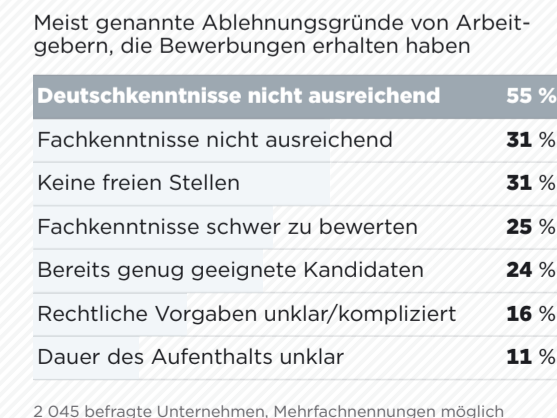 Meist genannte Ablehnungsgründe von Arbeit-
gebern, die Bewerbungen erhalten haben
Deutschkenntnisse nicht ausreichend 55 %
Fachkenntnisse nicht ausreichend 31 %
Keine freien Stellen 31 %
Fachkenntnisse schwer zu bewerten 25 %
Bereits genug geeignete Kandidaten 24 %
Rechtliche Vorgaben unklar/kompliziert 16 %
Dauer des Aufenthalts unklar 11 %
2 045 befragte Unternehmen, Mehrfachnennungen möglich